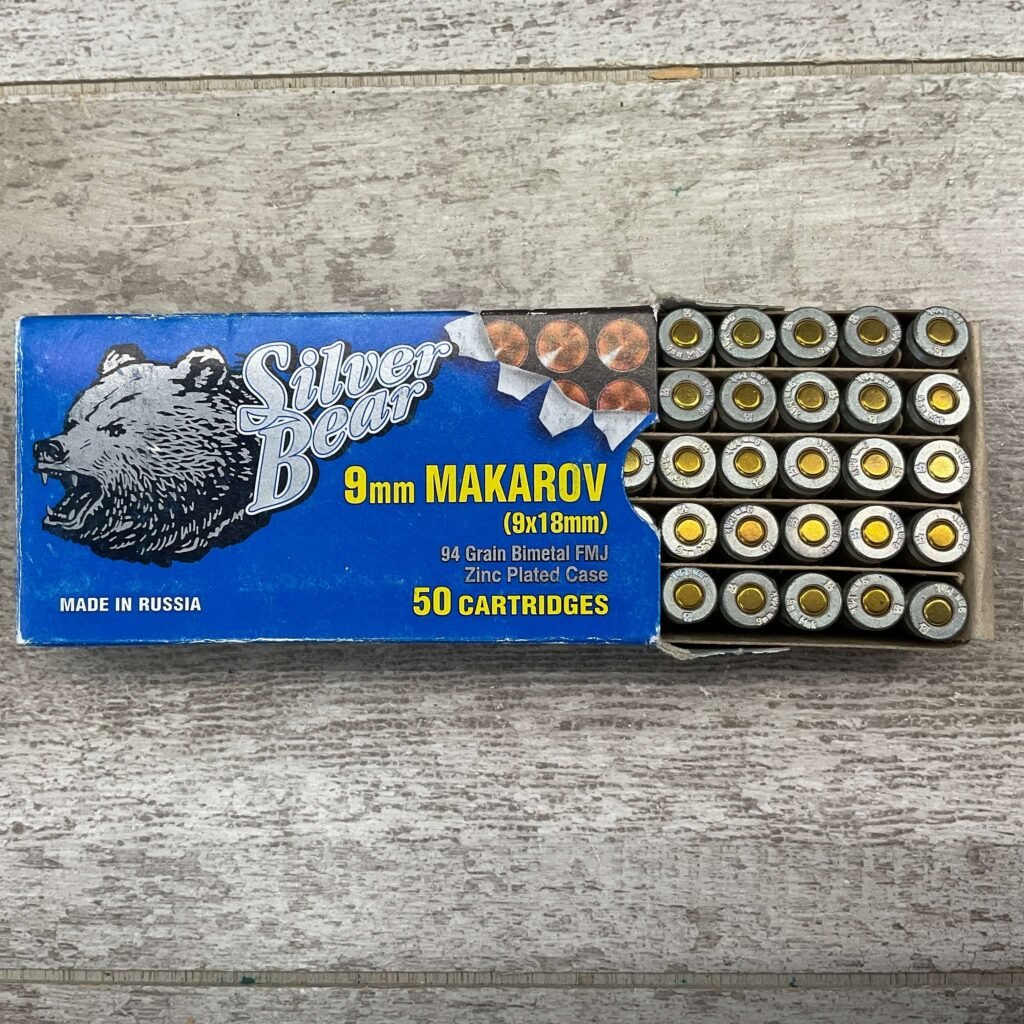 Silver
Bear
9mm MAKAROV
(9x18mm)
94 Grain Bimetal FMJ
Zinc Plated Case
50 CARTRIDGES
MADE IN RUSSIA